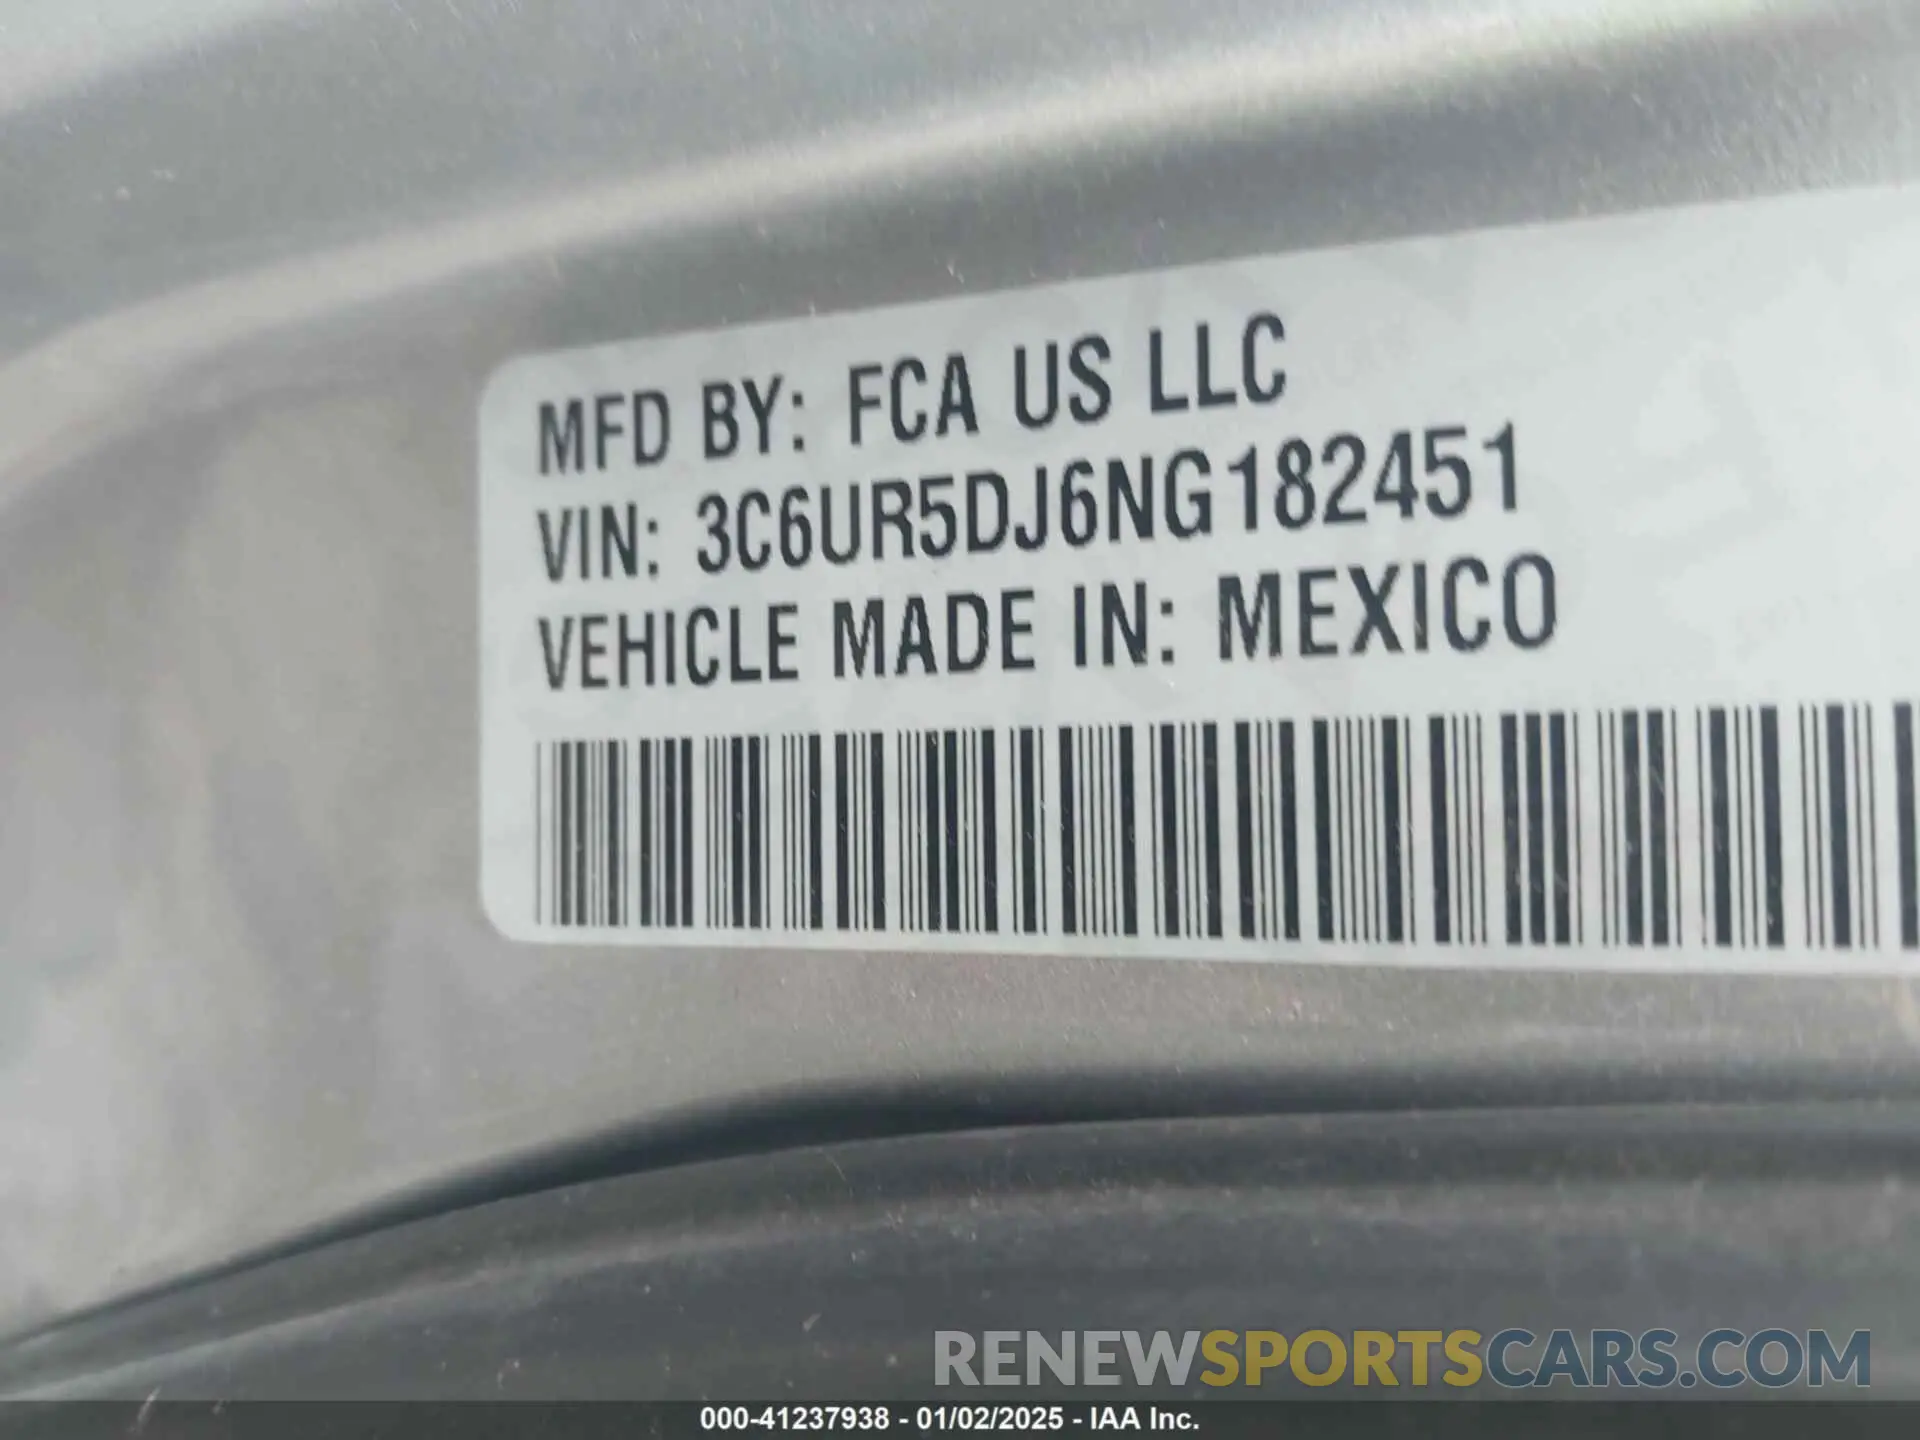 MFD BY: FCA US LLC
VIN: 3C6UR5DJ6NG182451
VEHICLE MADE IN: MEXICO
RENEWSPORTSCARS.COM
000-41237938 - 01/02/2025 - IAA Inc.